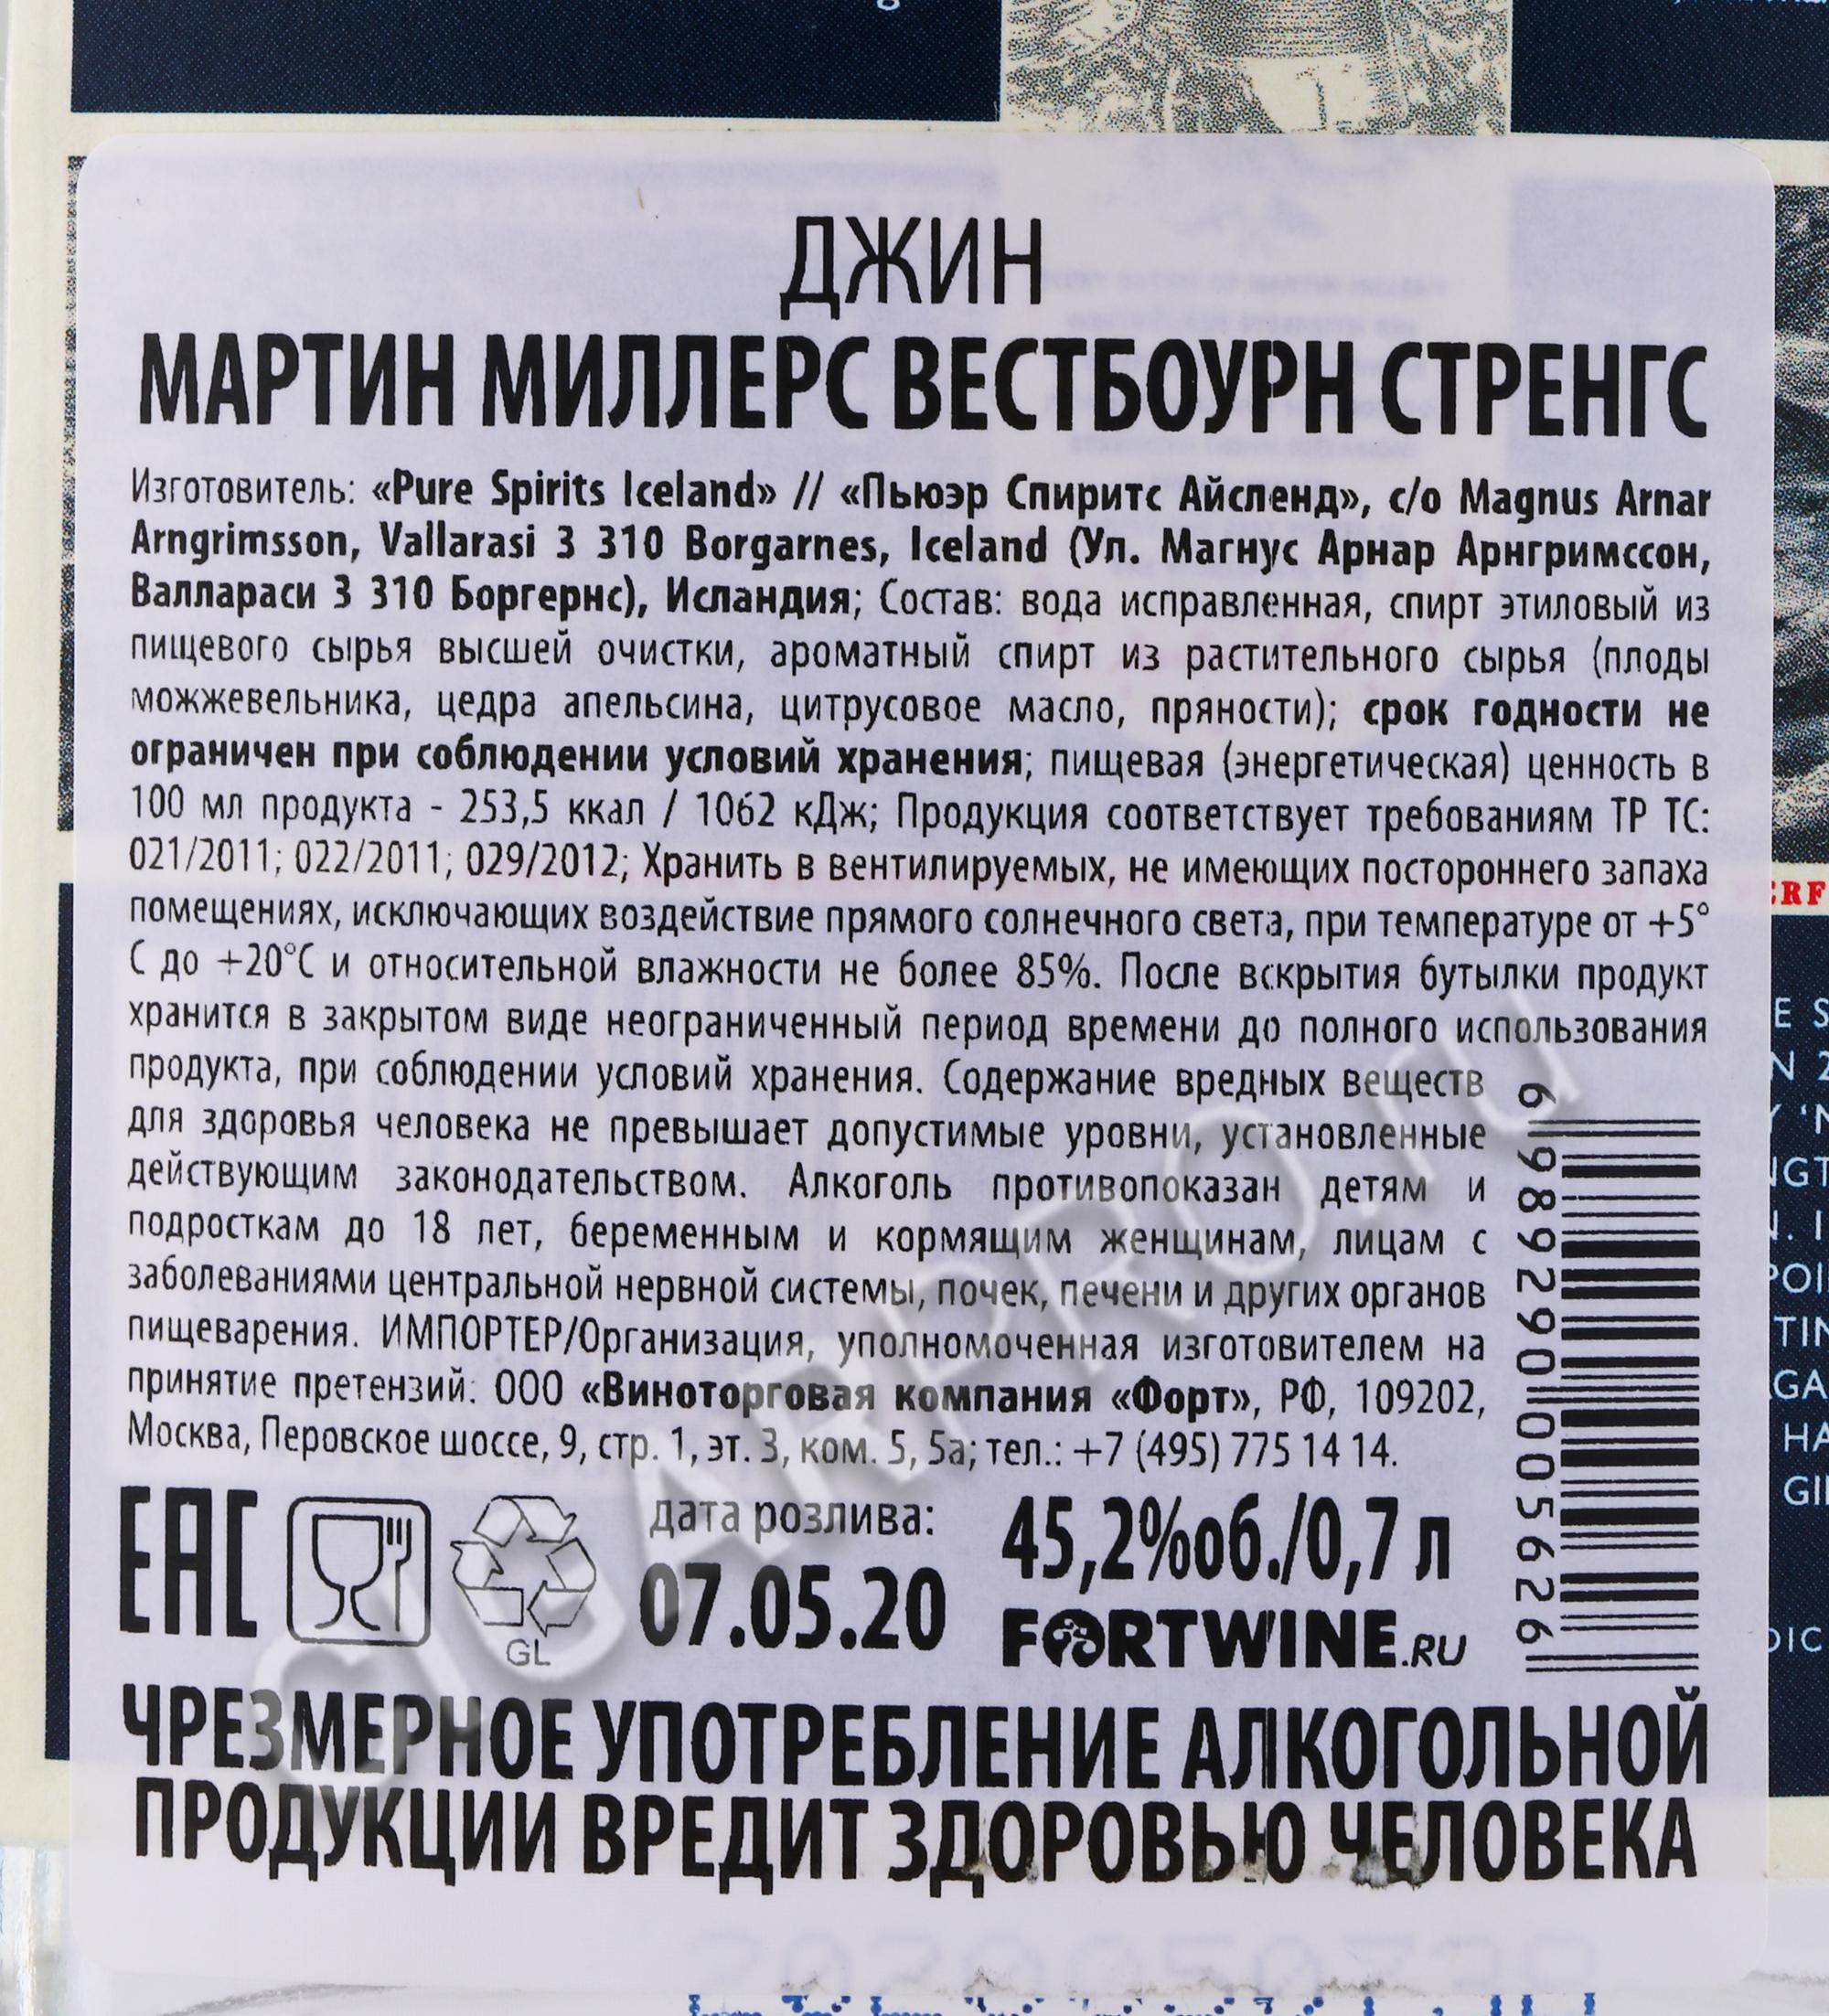 ДЖИН
МАРТИН МИЛЛЕРС ВЕСТБОУРН СТРЕНГС
Изготовитель: «Pure Spirits Iceland» // «Пьюэр Спиритс Айсленд», c/o Magnus Arnar
Arngrimsson, Vallarasi 3 310 Borgarnes, Iceland (Ул. Магнус Арнар Арнгримссон,
Валлараси 3 310 Боргернс), Исландия; Состав: вода исправленная, спирт этиловый из
пищевого сырья высшей очистки, ароматный спирт из растительного сырья (плоды
можжевельника, цедра апельсина, цитрусовое масло, пряности); срок годности не
ограничен при соблюдении условий хранения; пищевая (энергетическая) ценность в
100 мл продукта - 253,5 ккал / 1062 кДж; Продукция соответствует требованиям ТР ТС:
021/2011; 022/2011; 029/2012; Хранить в вентилируемых, не имеющих постороннего запаха
помещениях, исключающих воздействие прямого солнечного света, при температуре от +5°
С до +20°С и относительной влажности не более 85%. После вскрытия бутылки продукт
хранится в закрытом виде неограниченный период времени до полного использования
продукта, при соблюдении условий хранения. Содержание вредных веществ
для здоровья человека не превышает допустимые уровни, установленные
действующим законодательством. Алкоголь противопоказан детям и
подросткам до 18 лет, беременным и кормящим женщинам, лицам с
заболеваниями центральной нервной системы, почек, печени и других органов
пищеварения. ИМПОРТЕР/Организация, уполномоченная изготовителем на
принятие претензий: ООО «Виноторговая компания «Форт», РФ, 109202,
Москва, Перовское шоссе, 9, стр. 1, эт. 3, ком. 5, 5а; тел.: +7 (495) 775 14 14.
6 989290 005626
EAC
GL
дата розлива:
07.05.20
45,2%об./0,7 л
FORTWINE.RU
ЧРЕЗМЕРНОЕ УПОТРЕБЛЕНИЕ АЛКОГОЛЬНОЙ
ПРОДУКЦИИ ВРЕДИТ ЗДОРОВЬЮ ЧЕЛОВЕКА
CIGARPRO.ru